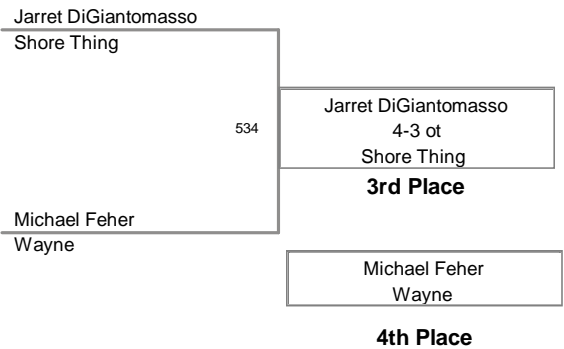 Jarret DiGiantomasso
Shore Thing
534
Jarret DiGiantomasso
4-3 ot
Shore Thing
3rd Place
Michael Feher
Wayne
Michael Feher
Wayne
4th Place